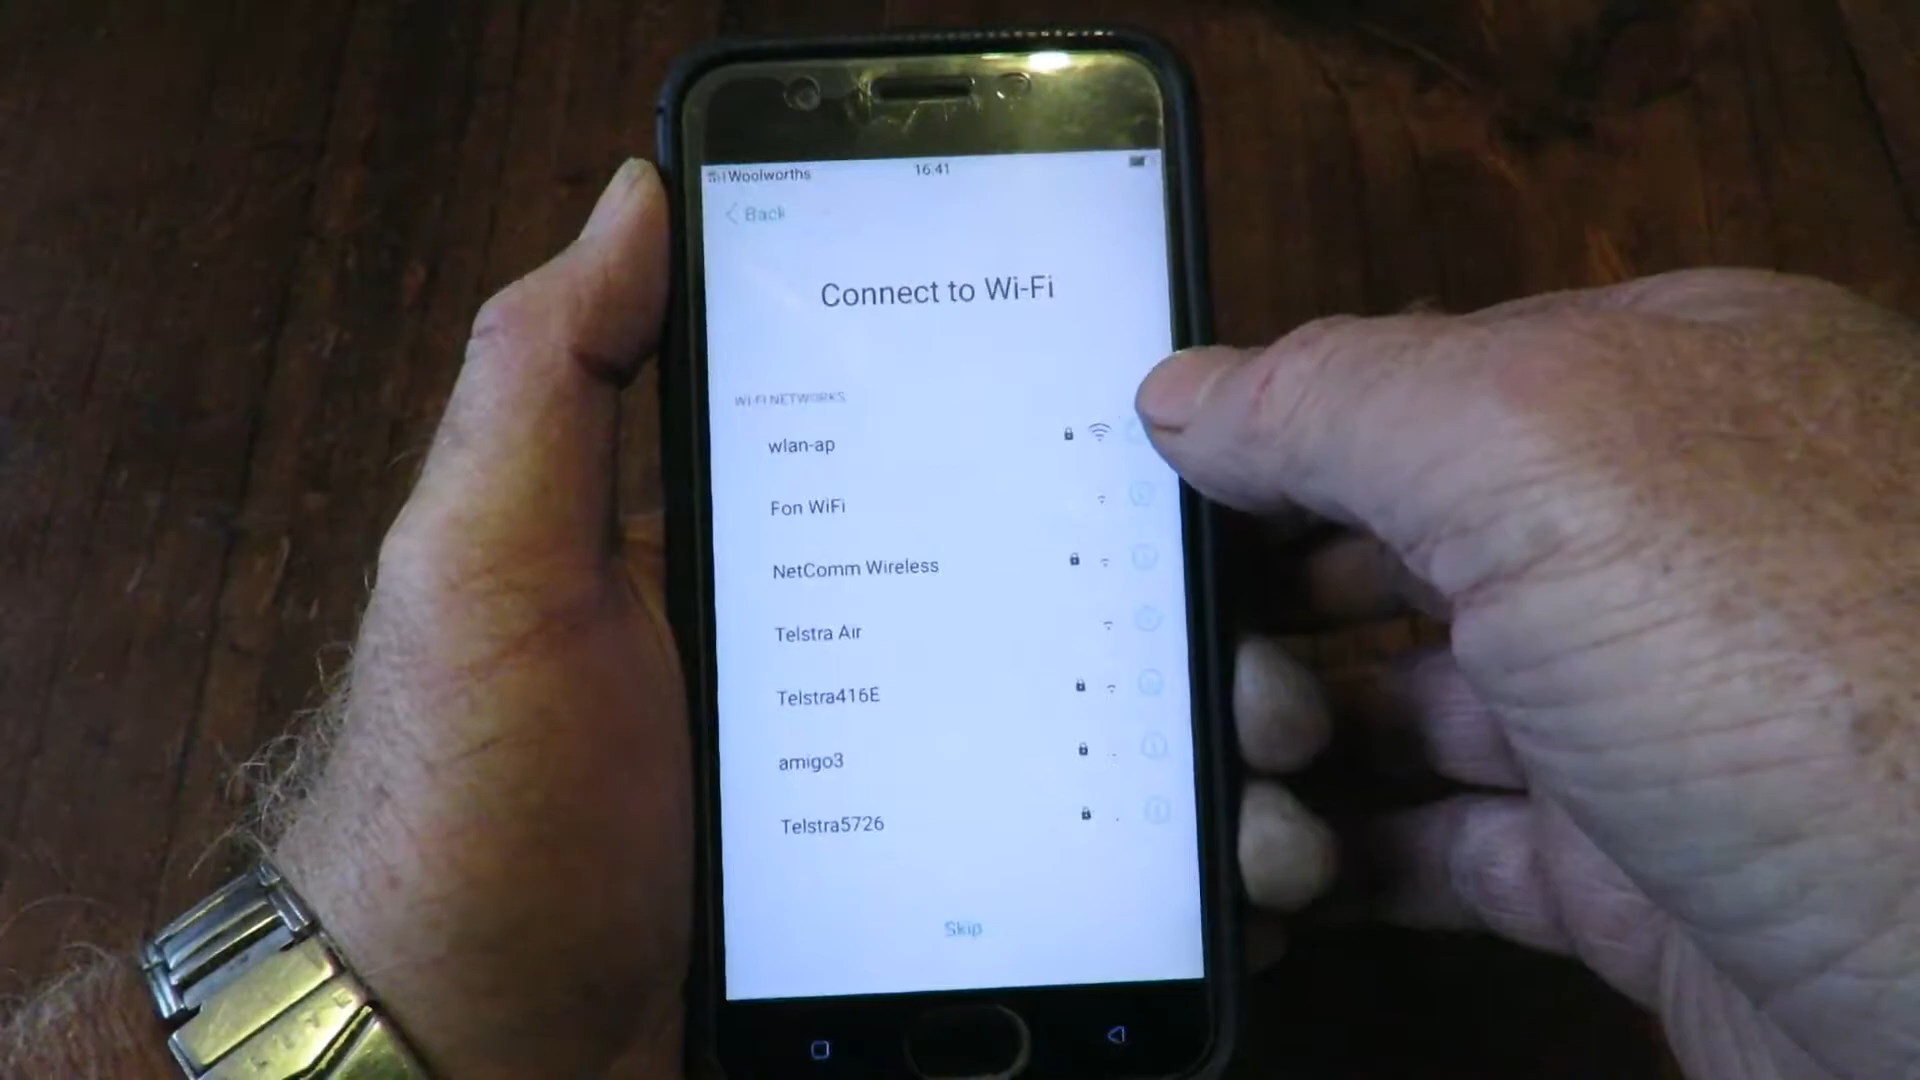 Woolworths 16:41
Back
Connect to Wi-Fi
WI-FI NETWORKS
wlan-ap
Fon WiFi
NetComm Wireless
Telstra Air
Telstra416E
amigo3
Telstra5726
Skip